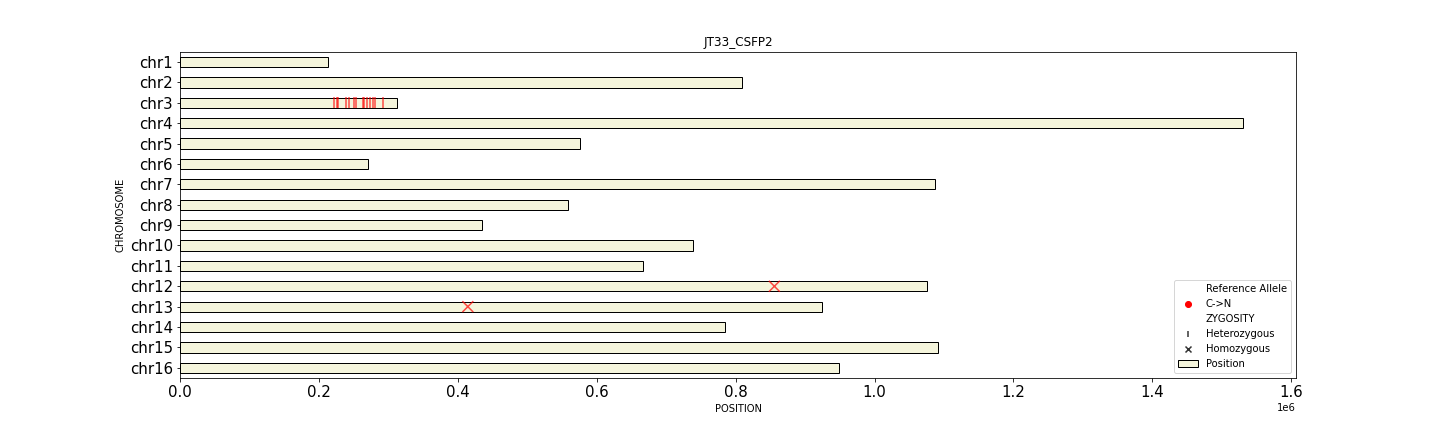 JT33_CSFP2
chr1
chr2
chr3
chr4
chr5
chr6
chr7
chr8
chr9
chr10
chr11
chr12
chr13
chr14
chr15
chr16
CHROMOSOME
Reference Allele
C->N
ZYGOSITY
Heterozygous
Homozygous
Position
0.0 0.2 0.4 0.6 0.8 1.0 1.2 1.4 1.6
POSITION
1e6